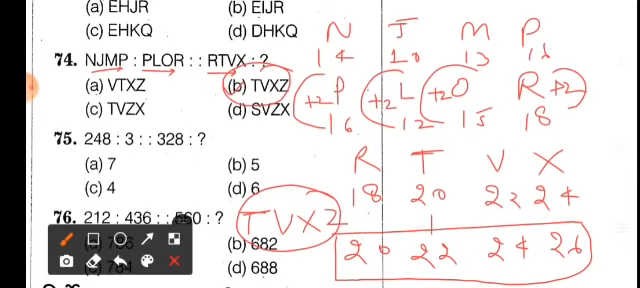 (a) EHJR (b) EIJR
(c) EHKQ (d) DHKQ
74. NJMP : PLOR : : RTVX : ?
(a) VTXZ (b) TVXZ
(c) TVZX (d) SVZX
75. 248 : 3 : : 328 : ?
(a) 7 (b) 5
(c) 4 (d) 6
76. 212 : 436 : : 560 : ?
(b) 682
(d) 688
N J M P
14 10 13 16
+2 P +2 L +2 O R +2
16 12 15 18
R T V X
18 20 22 24
TVXZ
20 22 24 26